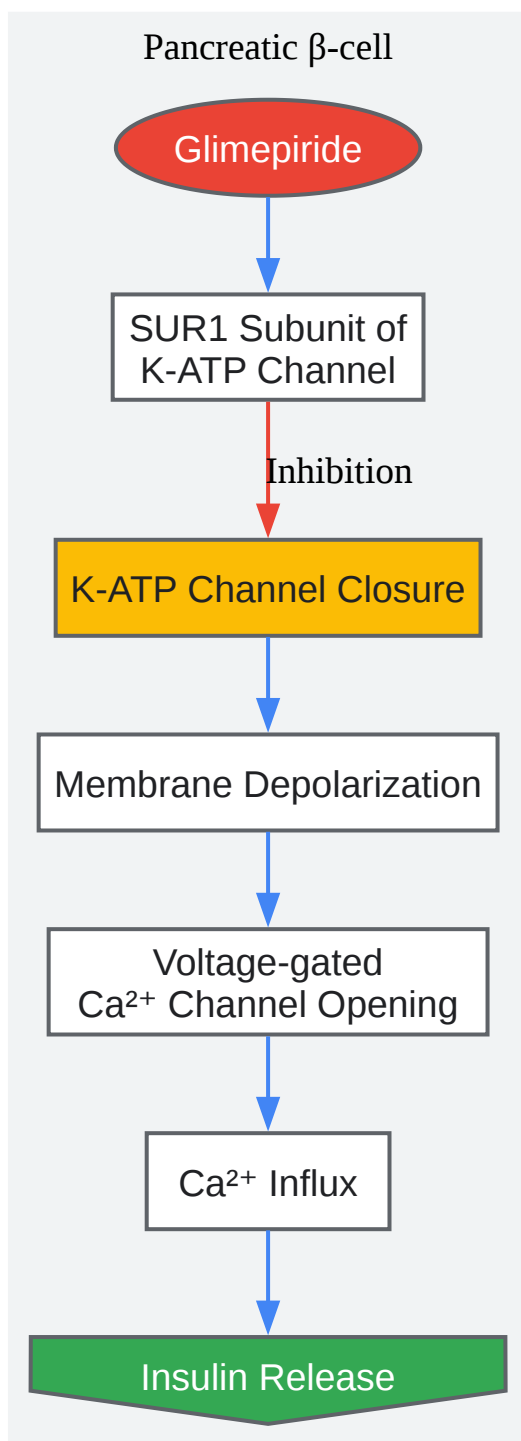 Pancreatic β-cell
Glimepiride
SUR1 Subunit of
K-ATP Channel
Inhibition
K-ATP Channel Closure
Membrane Depolarization
Voltage-gated
Ca²⁺ Channel Opening
Ca²⁺ Influx
Insulin Release